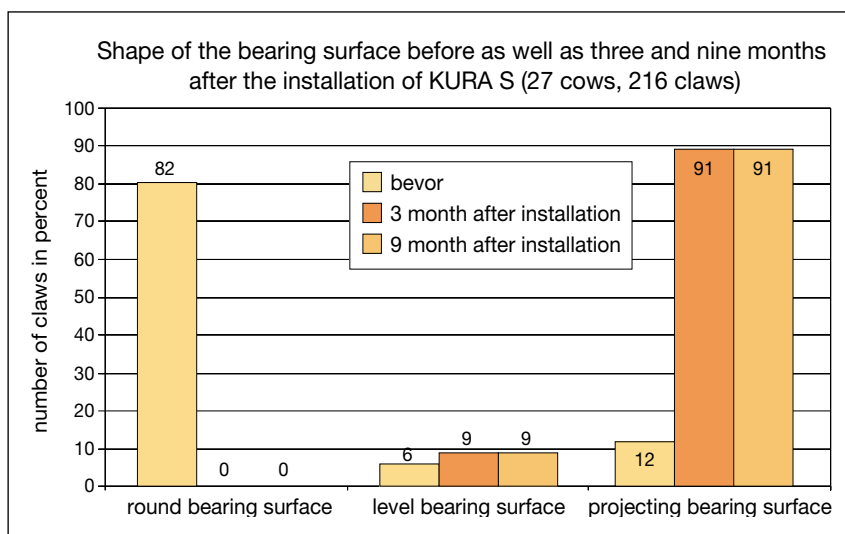 Shape of the bearing surface before as well as three and nine months
after the installation of KURA S (27 cows, 216 claws)
number of claws in percent
100
90
80
70
60
50
40
30
20
10
0
82
0
0
6
9
9
12
91
91
bevor
3 month after installation
9 month after installation
round bearing surface
level bearing surface
projecting bearing surface